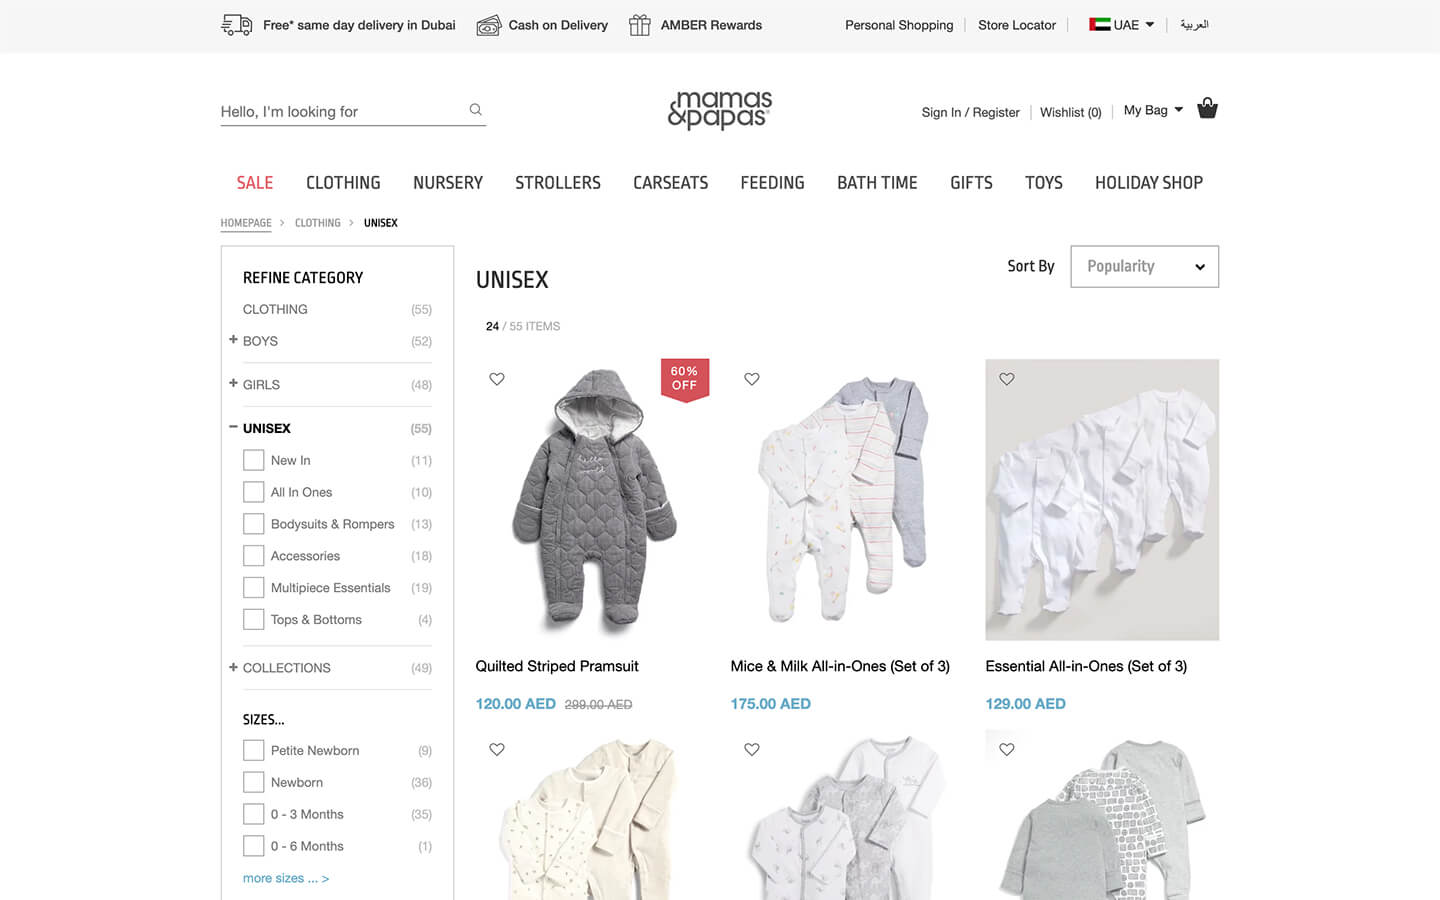 Free* same day delivery in Dubai
Cash on Delivery
AMBER Rewards
Personal Shopping
Store Locator
UAE
العربية
Hello, I'm looking for
mamas
&papas
Sign In / Register
Wishlist (0)
My Bag
SALE
CLOTHING
NURSERY
STROLLERS
CARSEATS
FEEDING
BATH TIME
GIFTS
TOYS
HOLIDAY SHOP
HOMEPAGE > CLOTHING > UNISEX
REFINE CATEGORY
CLOTHING (55)
+ BOYS (52)
+ GIRLS (48)
− UNISEX (55)
New In (11)
All In Ones (10)
Bodysuits & Rompers (13)
Accessories (18)
Multipiece Essentials (19)
Tops & Bottoms (4)
+ COLLECTIONS (49)
SIZES...
Petite Newborn (9)
Newborn (36)
0 - 3 Months (35)
0 - 6 Months (1)
more sizes ... >
UNISEX
Sort By
Popularity
24 / 55 ITEMS
60%
OFF
hello
world
Quilted Striped Pramsuit
120.00 AED 299.00 AED
Mice & Milk All-in-Ones (Set of 3)
175.00 AED
Essential All-in-Ones (Set of 3)
129.00 AED